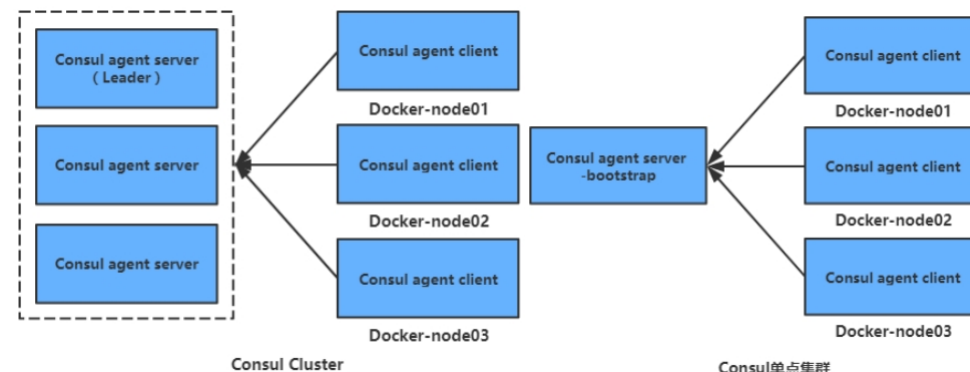 Consul agent server
( Leader )
Consul agent server
Consul agent server
Consul agent client
Docker-node01
Consul agent client
Docker-node02
Consul agent client
Docker-node03
Consul Cluster
Consul agent server
-bootstrap
Consul agent client
Docker-node01
Consul agent client
Docker-node02
Consul agent client
Docker-node03
Consul单点集群